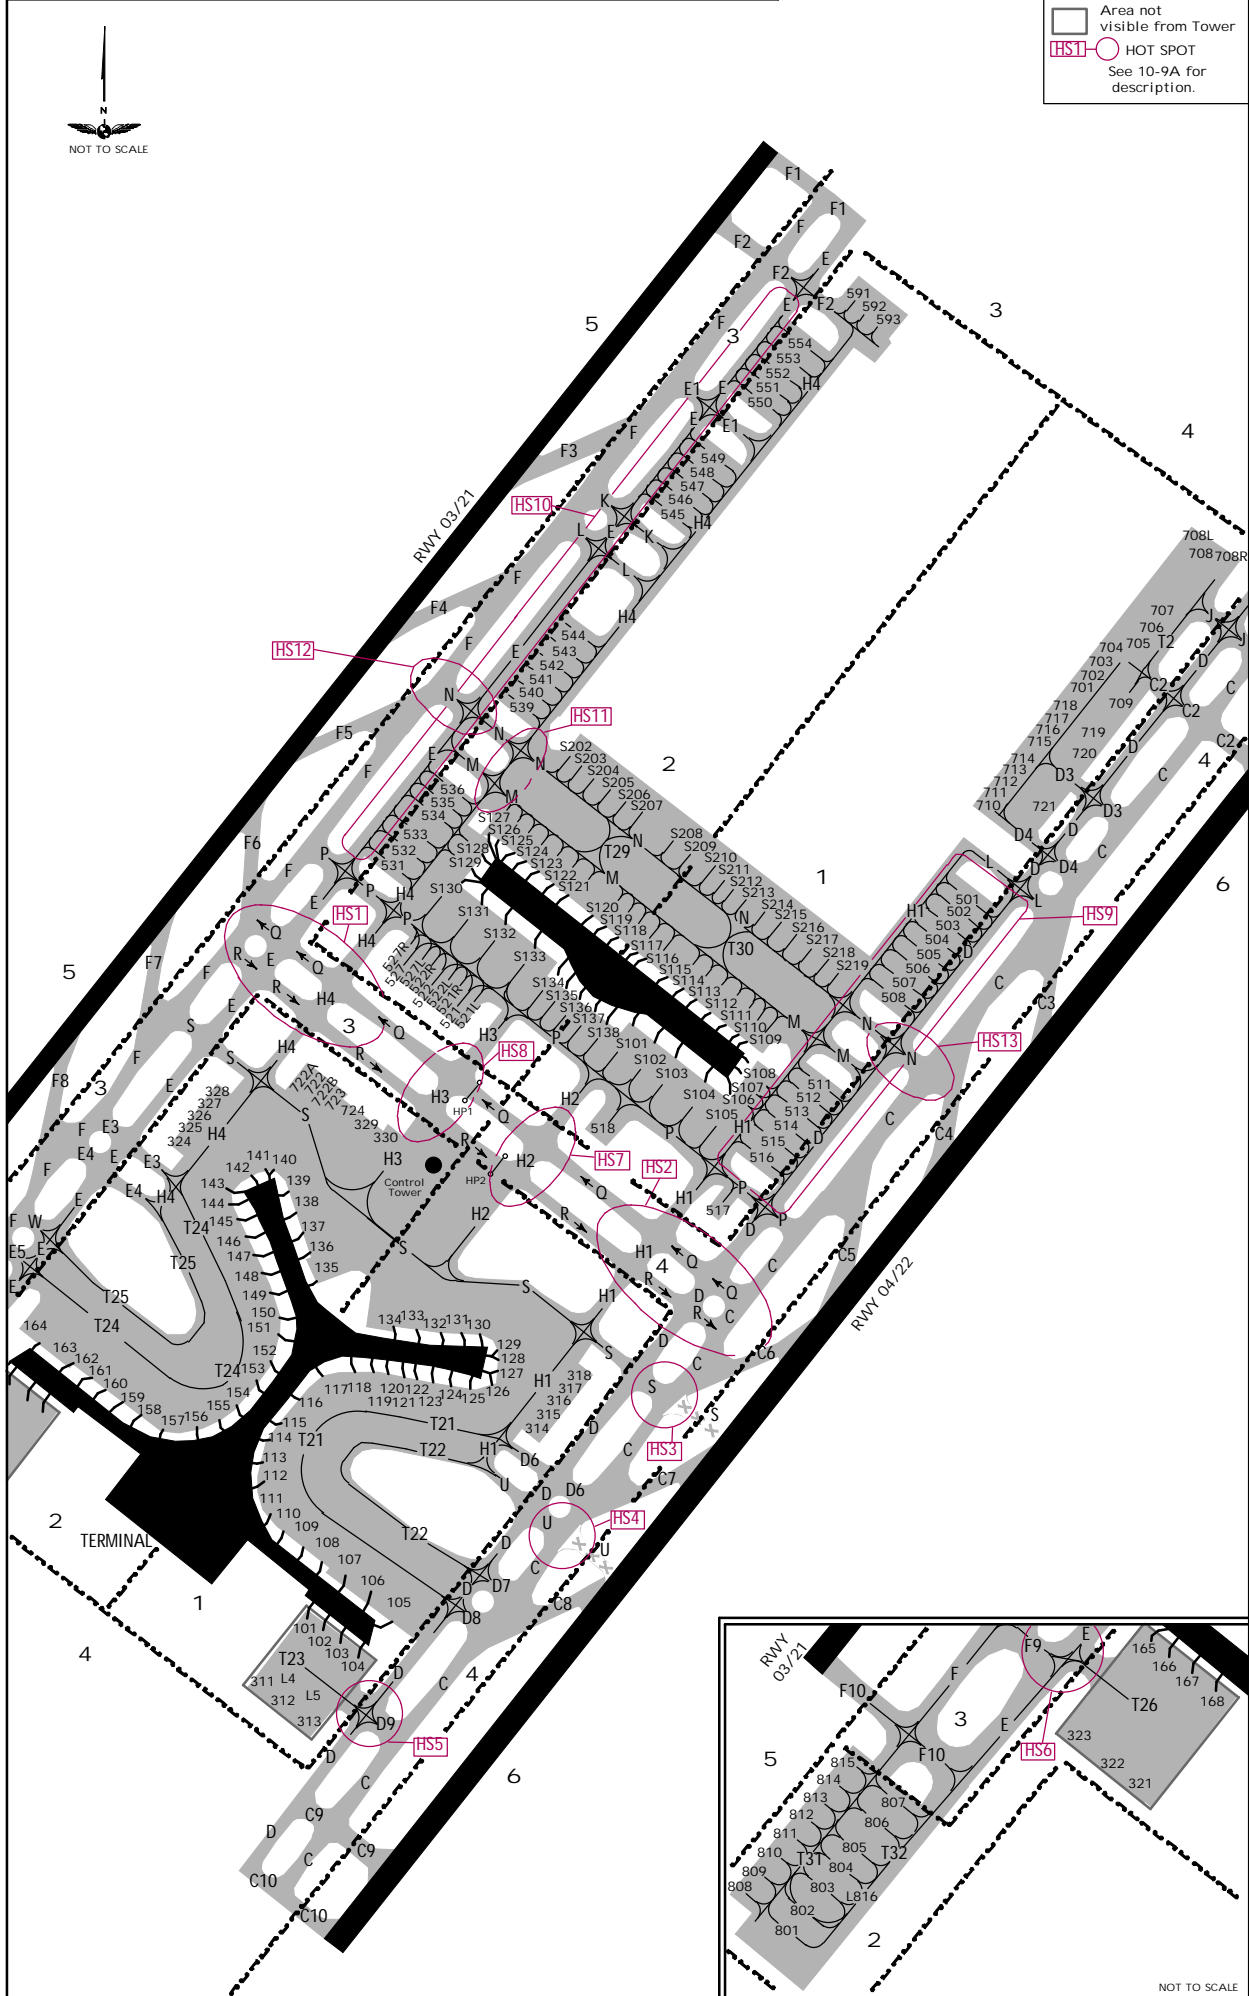 Area not
visible from Tower
HS1 HOT SPOT
See 10-9A for
description.
N
NOT TO SCALE
F1
F1
F
F2
E
F2
F2
591
592
593
3
5
E
F
3
554
553
552
551
550
H4
E1
E
E
E1
F
4
F3
549
548
547
546
545
H4
K
HS10
L
E
K
L
RWY 03/21
708L
708
708R
F
F4
H4
707
706
705
704
703
701
T2
J
J
D
C
C2
C2
C2
544
543
542
541
540
539
F
E
HS12
N
N
HS11
709
718
717
716
715
714
713
712
711
710
719
720
721
D
D3
D3
C
4
D4
D
D4
C
6
F5
E
M
N
M
S202
S203
S204
S205
S206
S207
2
F
536
535
534
533
532
531
S127
S126
S125
S124
S123
S122
S121
S128
S129
S130
S131
S132
S133
N
T29
M
S208
S209
S210
S211
S212
S213
S214
S215
S216
S217
S218
S219
N
1
F6
F
P
P
H4
P
E
HS1
H4
S120
S119
S118
S117
S116
S115
S114
S113
S112
S111
S110
S109
T30
M
H1
L
D
L
501
502
503
504
505
506
507
508
D
HS9
C
C3
5
F7
R
Q
E
Q
R
H4
F
E
3
Q
R
527R
527
527L
522R
522
522L
521R
521
521L
H3
S134
S135
S136
S137
S138
P
S101
S102
S103
S104
S105
S106
S107
S108
N
M
N
HS13
S
H4
S
F
HS8
H3
HP1
Q
H2
518
511
512
513
514
515
516
H1
P
D
C
C4
F8
3
E
328
327
326
325
324
722A
722
722B
723
724
329
330
S
H4
F
E3
E4
E
E3
F
E
E4
H4
F
W
E5
E
E
T24
T25
T25
T24
T24
H3
Control
Tower
R
HP2
H2
HS7
Q
R
HS2
H1
P
517
D
P
C
C5
H2
S
S
H1
Q
4
Q
R
D
R
C
H1
S
D
C
C6
RWY 04/22
141
140
142
143
144
145
146
147
148
149
150
151
152
153
154
155
156
157
158
159
160
161
162
163
164
139
138
137
136
135
134
133
132
131
130
129
128
127
126
125
124
123
122
121
120
119
118
117
116
115
114
113
112
111
110
109
108
107
106
105
H1
318
317
316
315
314
T21
T21
T22
H1
D6
U
D
S
S
HS3
C
C7
D
D6
U
HS4
U
T22
D
C
D7
D
D8
C8
2
TERMINAL
1
4
101
102
103
104
T23
311
L4
312
L5
313
D
C
4
D9
HS5
D
C
6
C9
D
C
C9
C10
C10
RWY
03/21
F9
E
165
166
167
168
F10
F
3
T26
E
F10
HS6
323
322
321
5
815
814
813
812
811
810
809
808
807
806
805
804
803
802
801
T31
T32
L816
2
NOT TO SCALE